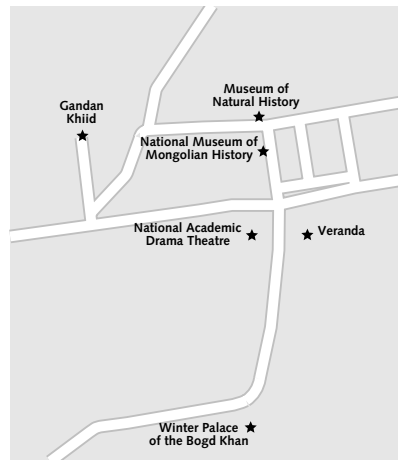 Museum of
Natural History
Gandan
Khiid
National Museum of
Mongolian History
National Academic
Drama Theatre
Veranda
Winter Palace
of the Bogd Khan